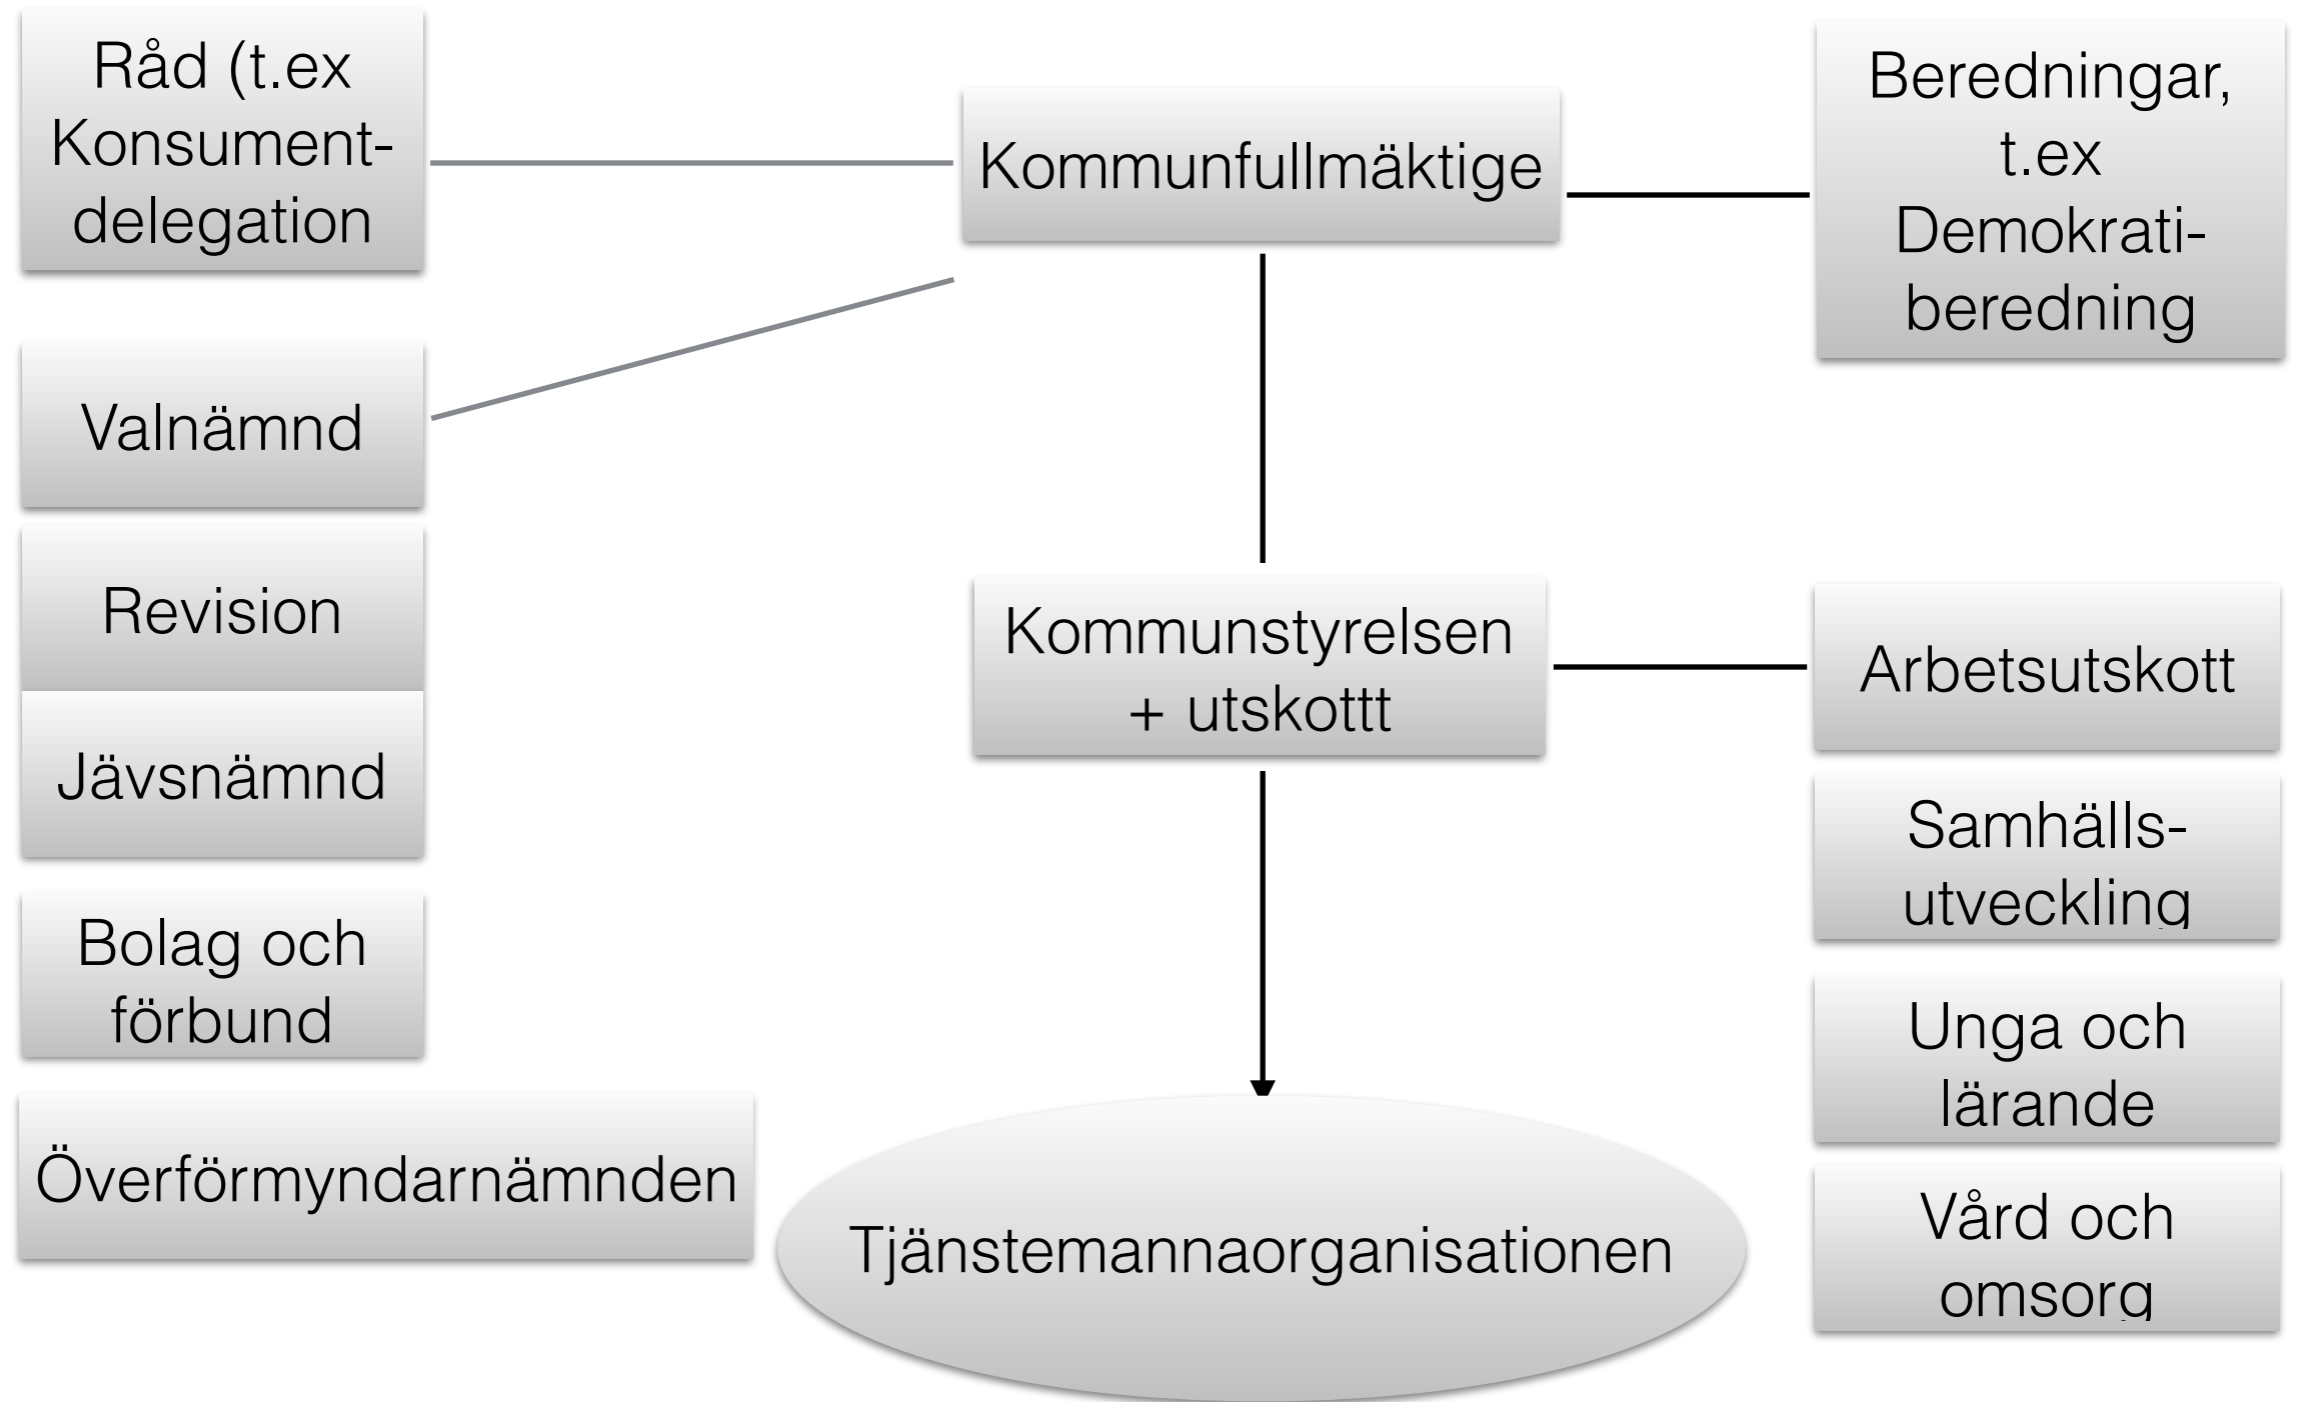 Råd (t.ex
Konsument-
delegation
Kommunfullmäktige
Beredningar,
t.ex
Demokrati-
beredning
Valnämnd
Revision
Jävsnämnd
Bolag och
förbund
Överförmyndarnämnden
Kommunstyrelsen
+ utskottt
Arbetsutskott
Samhälls-
utveckling
Unga och
lärande
Vård och
omsorg
Tjänstemannaorganisationen